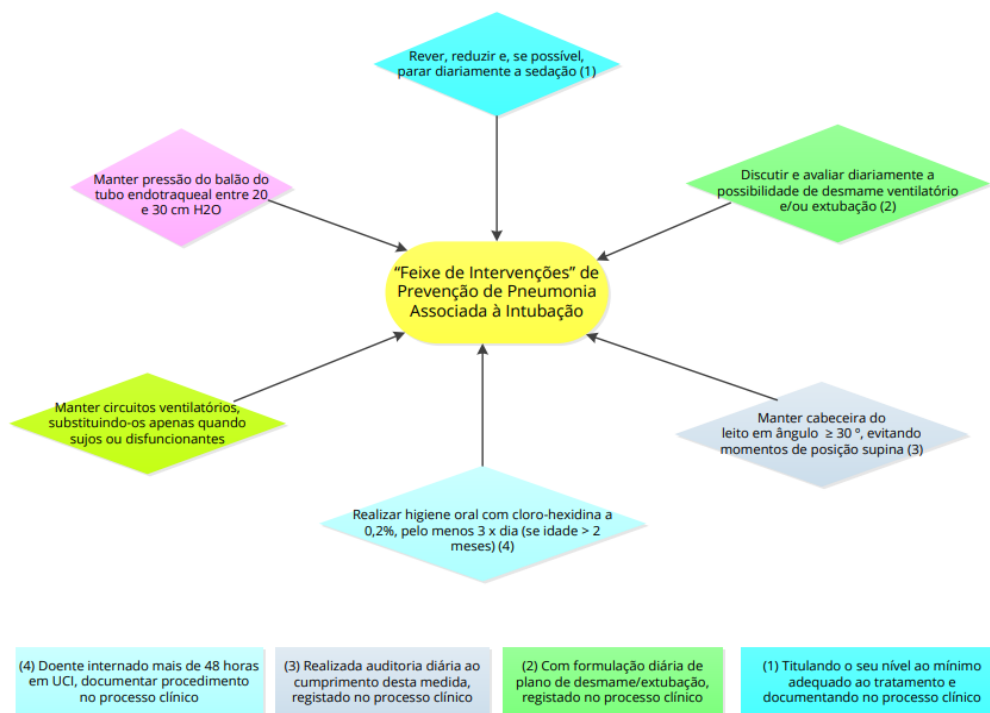 Rever, reduzir e, se possível,
parar diariamente a sedação (1)
Manter pressão do balão do
tubo endotraqueal entre 20
e 30 cm H2O
Discutir e avaliar diariamente a
possibilidade de desmame ventilatório
e/ou extubação (2)
“Feixe de Intervenções” de
Prevenção de Pneumonia
Associada à Intubação
Manter circuitos ventilatórios,
substituindo-os apenas quando
sujos ou disfuncionantes
Manter cabeceira do
leito em ângulo ≥ 30 º, evitando
momentos de posição supina (3)
Realizar higiene oral com cloro-hexidina a
0,2%, pelo menos 3 x dia (se idade > 2
meses) (4)
(4) Doente internado mais de 48 horas
em UCI, documentar procedimento
no processo clínico
(3) Realizada auditoria diária ao
cumprimento desta medida,
registado no processo clínico
(2) Com formulação diária de
plano de desmame/extubação,
registado no processo clínico
(1) Titulando o seu nível ao mínimo
adequado ao tratamento e
documentando no processo clínico